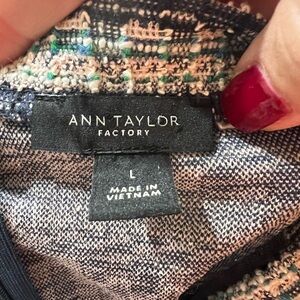 ANN TAYLOR
FACTORY
L
MADE IN
VIETNAM